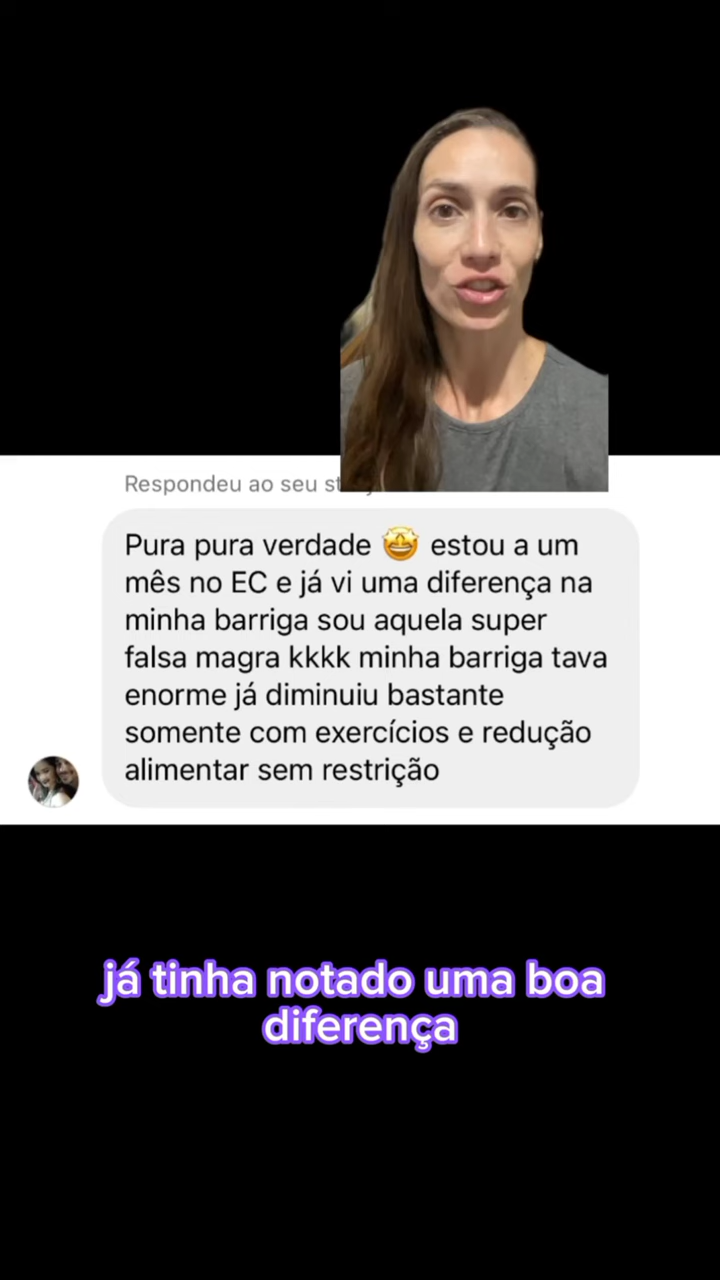 Respondeu ao seu
Pura pura verdade 🤩 estou a um
mês no EC e já vi uma diferença na
minha barriga sou aquela super
falsa magra kkkk minha barriga tava
enorme já diminuiu bastante
somente com exercícios e redução
alimentar sem restrição
já tinha notado uma boa
diferença